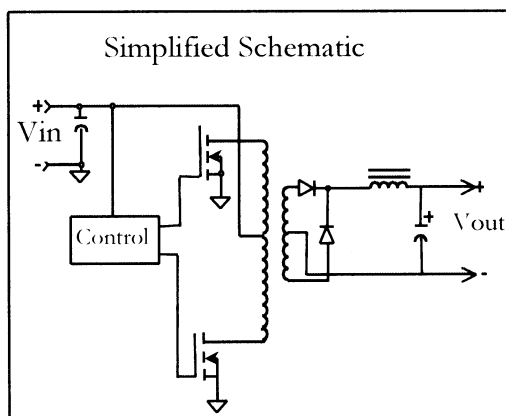 Simplified Schematic
+
Vin
-
Control
+
+
Vout
-